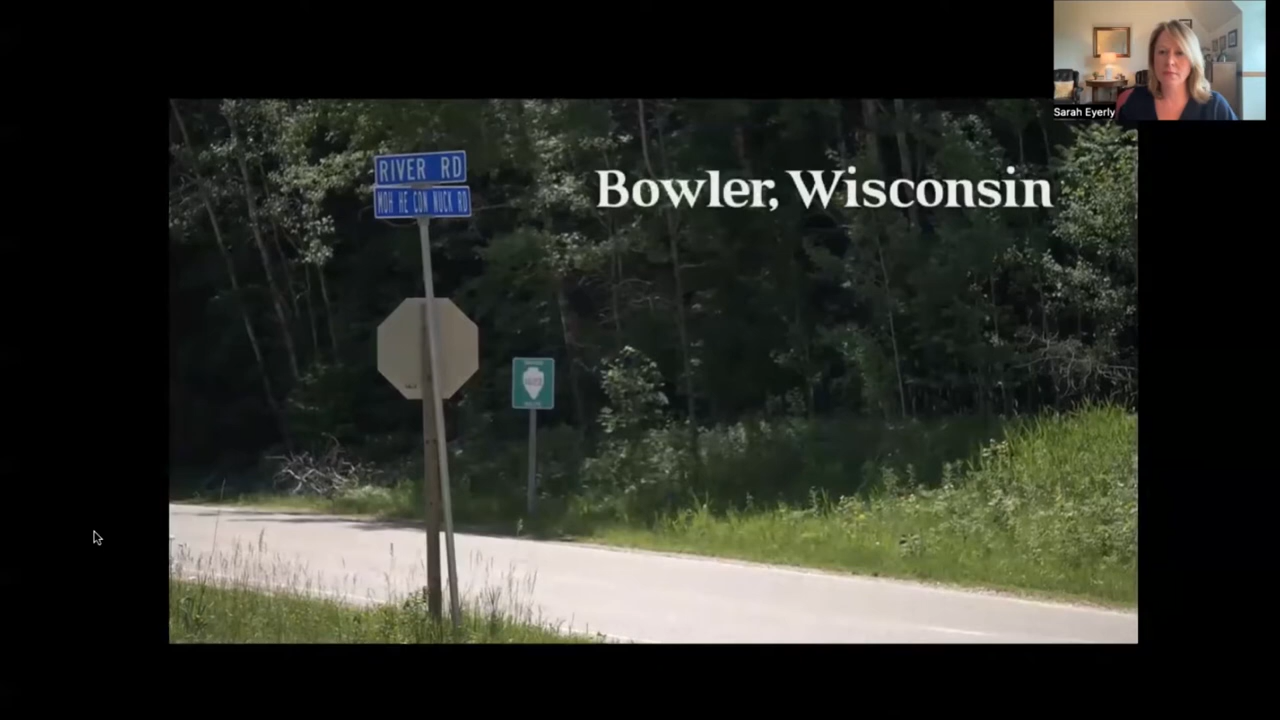 Sarah Eyerly
Bowler, Wisconsin
RIVER RD
MOH HE CON NUCK RD